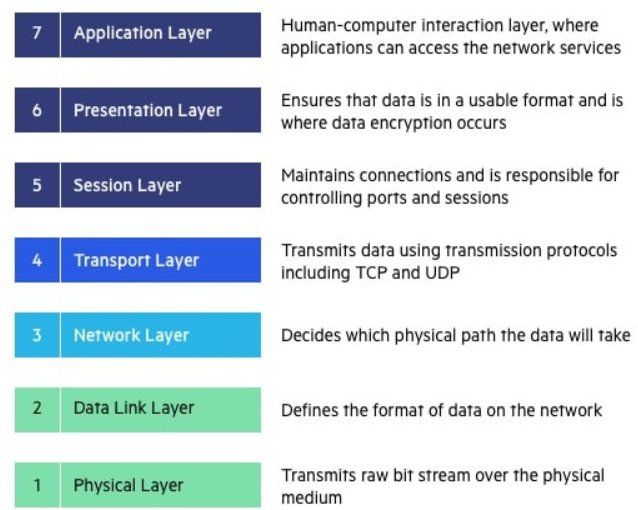 7 Application Layer
Human-computer interaction layer, where
applications can access the network services
6 Presentation Layer
Ensures that data is in a usable format and is
where data encryption occurs
5 Session Layer
Maintains connections and is responsible for
controlling ports and sessions
4 Transport Layer
Transmits data using transmission protocols
including TCP and UDP
3 Network Layer
Decides which physical path the data will take
2 Data Link Layer
Defines the format of data on the network
1 Physical Layer
Transmits raw bit stream over the physical
medium